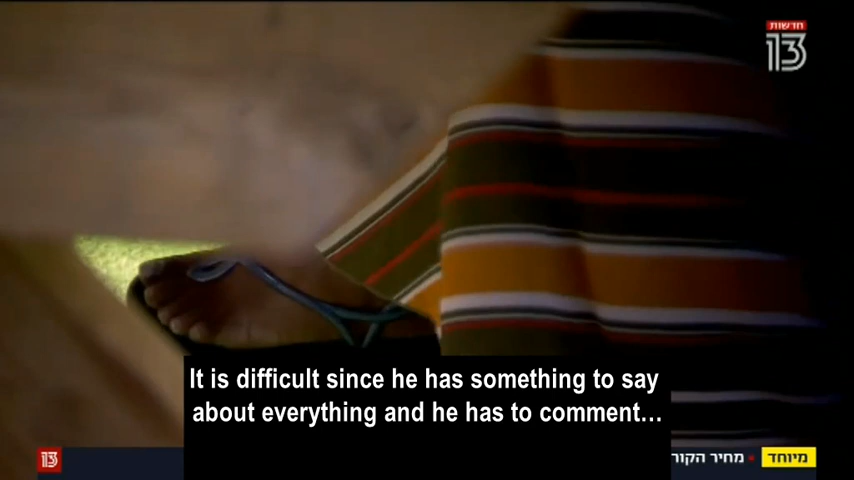 חדשות
13
It is difficult since he has something to say
about everything and he has to comment...
13
מיוחד • מחיר